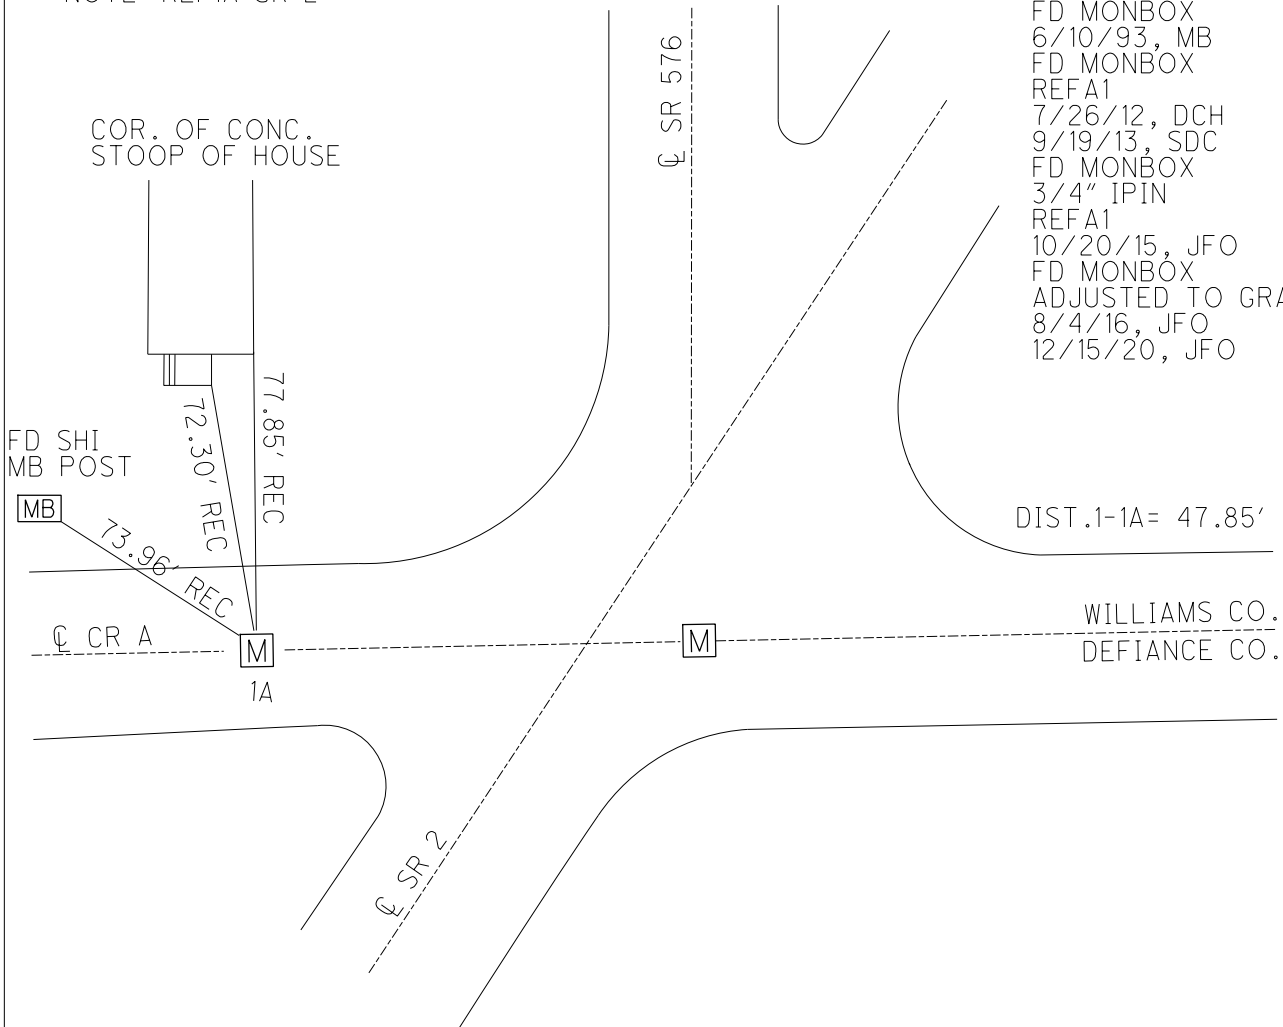 FD MONBOX
6/10/93, MB
FD MONBOX
REFA1
7/26/12, DCH
9/19/13, SDC
FD MONBOX
3/4" IPIN
REFA1
10/20/15, JFO
FD MONBOX
ADJUSTED TO
8/4/16, JFO
12/15/20, JFO
COR. OF CONC.
STOOP OF HOUSE
℄ SR 576
77.85' REC
72.30' REC
FD SHI
MB POST
MB
73.96' REC
DIST.1-1A= 47.85'
℄ CR A
M
1A
M
WILLIAMS CO.
DEFIANCE CO.
℄ SR 2